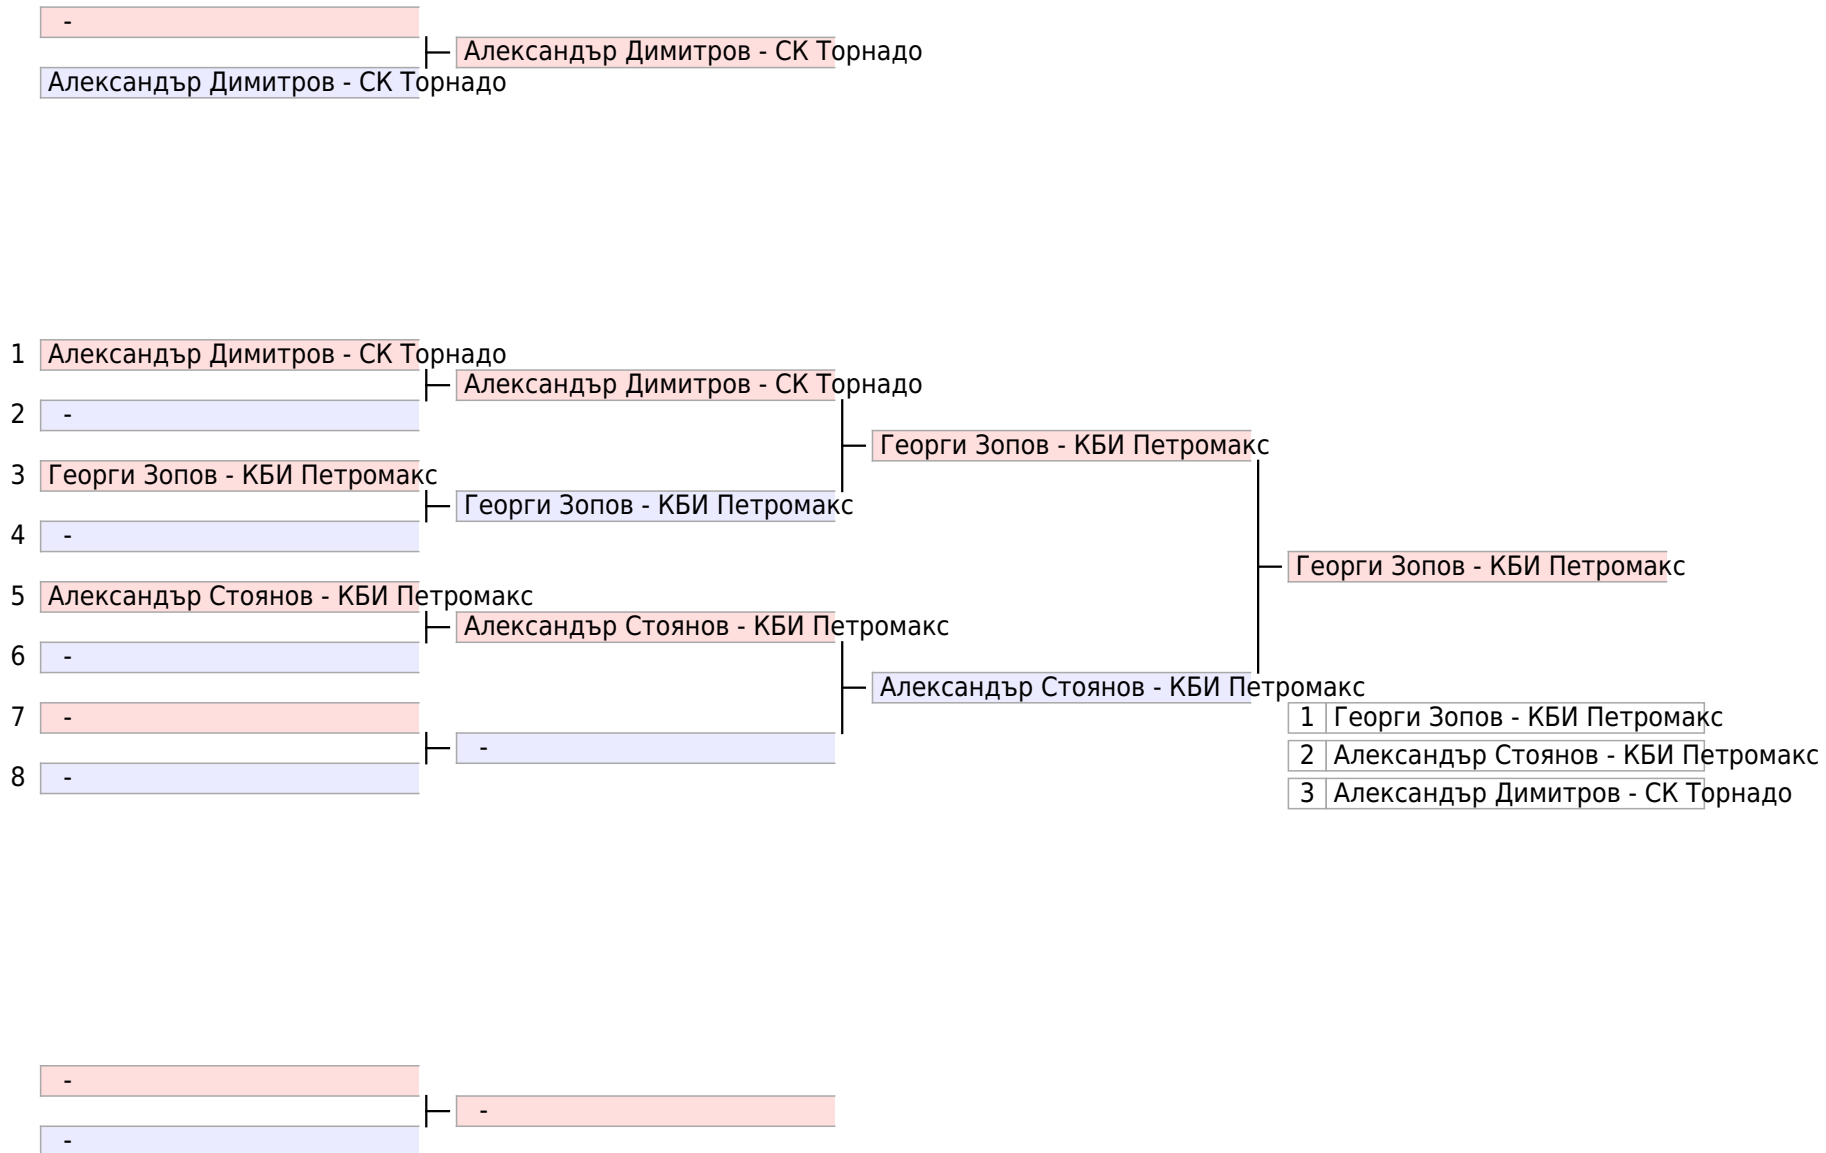 -
Александър Димитров - СК Торнадо
Александър Димитров - СК Торнадо
1 Александър Димитров - СК Торнадо
Александър Димитров - СК Торнадо
2 -
Георги Зопов - КБИ Петромакс
3 Георги Зопов - КБИ Петромакс
Георги Зопов - КБИ Петромакс
4 -
Георги Зопов - КБИ Петромакс
5 Александър Стоянов - КБИ Петромакс
Александър Стоянов - КБИ Петромакс
6 -
Александър Стоянов - КБИ Петромакс
7 -
-
8 -
1 Георги Зопов - КБИ Петромакс
2 Александър Стоянов - КБИ Петромакс
3 Александър Димитров - СК Торнадо
-
-
-